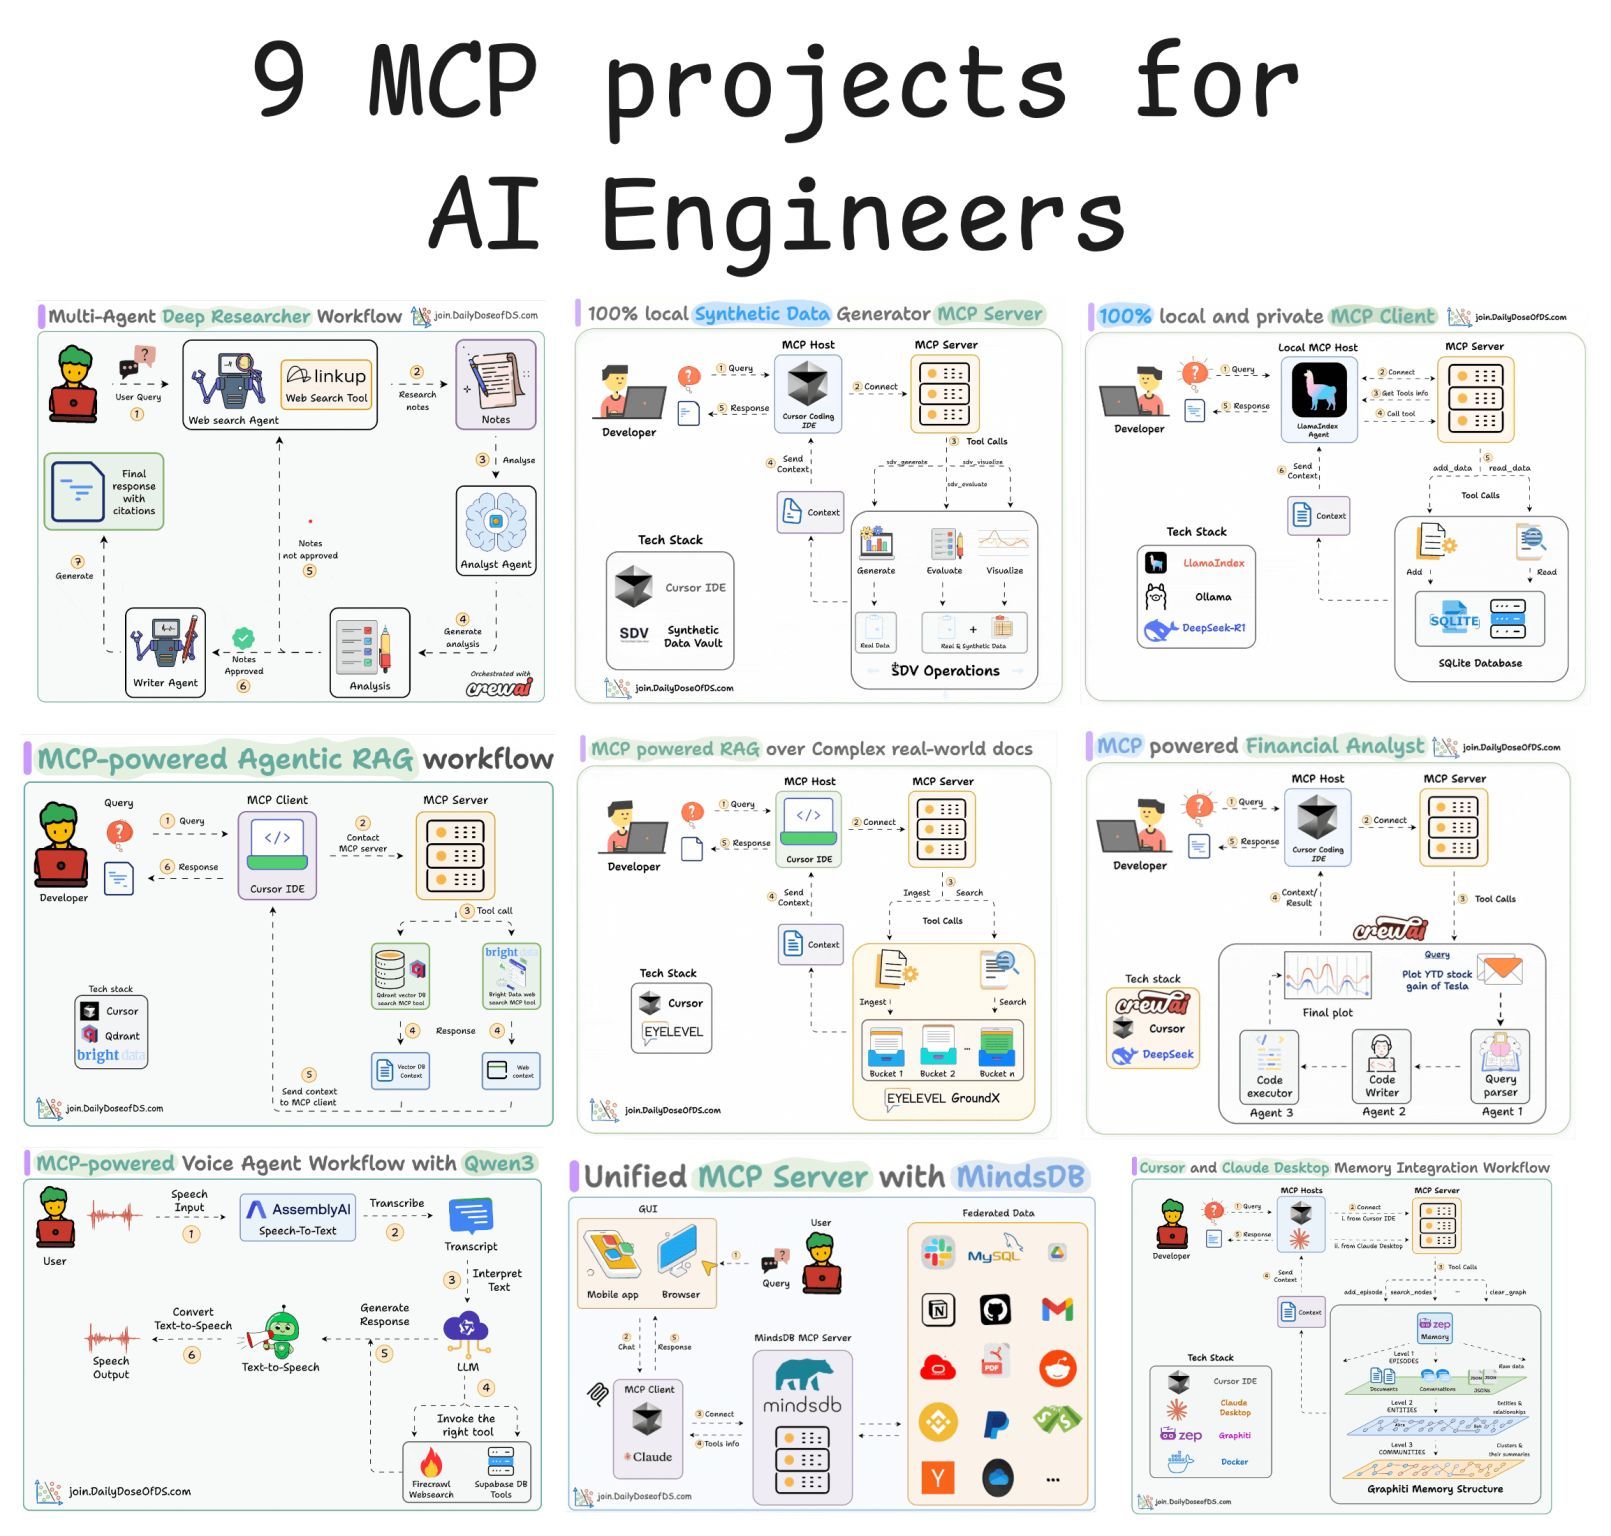 9 MCP projects for
AI Engineers
Multi-Agent Deep Researcher Workflow
join.DailyDoseofDS.com
User Query
1
linkup
Web Search Tool
Web search Agent
2
Research
notes
Notes
3
Analyse
Final
response
with
citations
Notes
not approved
5
Analyst Agent
7
Generate
4
Generate
analysis
Writer Agent
Notes
Approved
6
Analysis
Orchestrated with
crewai
100% local Synthetic Data Generator MCP Server
MCP Host
MCP Server
1 Query
5 Response
2 Connect
Developer
Cursor Coding
IDE
3 Tool Calls
4 Send
Context
sdv_generate
sdv_visualize
sdv_evaluate
Context
Tech Stack
Cursor IDE
SDV
Synthetic
Data Vault
Generate
Evaluate
Visualize
Real Data
+
Real & Synthetic Data
SDV Operations
join.DailyDoseofDS.com
100% local and private MCP Client
join.DailyDoseofDS.com
Local MCP Host
MCP Server
1 Query
5 Response
2 Connect
3 Get Tools info
4 Call tool
Developer
LlamaIndex
Agent
6 Send
Context
5
add_data
read_data
Tool Calls
Context
Tech Stack
LlamaIndex
Ollama
DeepSeek-R1
Add
Read
SQLITE
SQLite Database
MCP-powered Agentic RAG workflow
Query
MCP Client
MCP Server
1 Query
6 Response
2
Contact
MCP server
Developer
</>
Cursor IDE
3 Tool call
Qdrant vector DB
search MCP tool
bright data
Bright Data web
search MCP tool
4 Response 4
Tech stack
Cursor
Qdrant
bright data
5
Send context
to MCP client
Vector DB
Context
Web
context
join.DailyDoseofDS.com
MCP powered RAG over Complex real-world docs
MCP Host
MCP Server
1 Query
5 Response
2 Connect
Developer
</>
Cursor IDE
4 Send
Context
3
Ingest
Search
Tool Calls
Context
Tech Stack
Cursor
EYELEVEL
Ingest
Search
Bucket 1
Bucket 2
...
Bucket n
EYELEVEL GroundX
join.DailyDoseofDS.com
MCP powered Financial Analyst
join.DailyDoseofDS.com
MCP Host
MCP Server
1 Query
5 Response
2 Connect
Developer
Cursor Coding
IDE
4 Context/
Result
3 Tool Calls
crewai
Query
Plot YTD stock
gain of Tesla
Final plot
Tech stack
crewai
Cursor
DeepSeek
</>
Code
executor
Agent 3
Code
Writer
Agent 2
Query
parser
Agent 1
MCP-powered Voice Agent Workflow with Qwen3
User
Speech
Input
1
AssemblyAI
Speech-To-Text
Transcribe
2
Transcript
3
Interpret
Text
Convert
Text-to-Speech
6
Speech
Output
Text-to-Speech
Generate
Response
5
LLM
4
Invoke the
right tool
Firecrawl
Websearch
Supabase DB
Tools
join.DailyDoseofDS.com
Unified MCP Server with MindsDB
GUI
User
Federated Data
Mobile app
Browser
1
Query
2
Chat
5
Response
MindsDB MCP Server
MCP Client
Claude
3 Connect
4 Tools info
mindsdb
MySQL
PDF
Y
...
join.DailyDoseofDS.com
Cursor and Claude Desktop Memory Integration Workflow
MCP Hosts
MCP Server
1 Query
5 Response
2 Connect
i. from Cursor IDE
ii. from Claude Desktop
Developer
4 Send
Context
3 Tool Calls
add_episode
search_nodes
...
clear_graph
Context
zep
Memory
Level 1
EPISODES
Raw data
Documents
Conversations
JSON
JSON
JSONs
Level 2
ENTITIES
Entities &
relationships
Level 3
COMMUNITIES
Clusters &
their summaries
Graphiti Memory Structure
Tech Stack
Cursor IDE
Claude
Desktop
zep
Graphiti
Docker
join.DailyDoseofDS.com